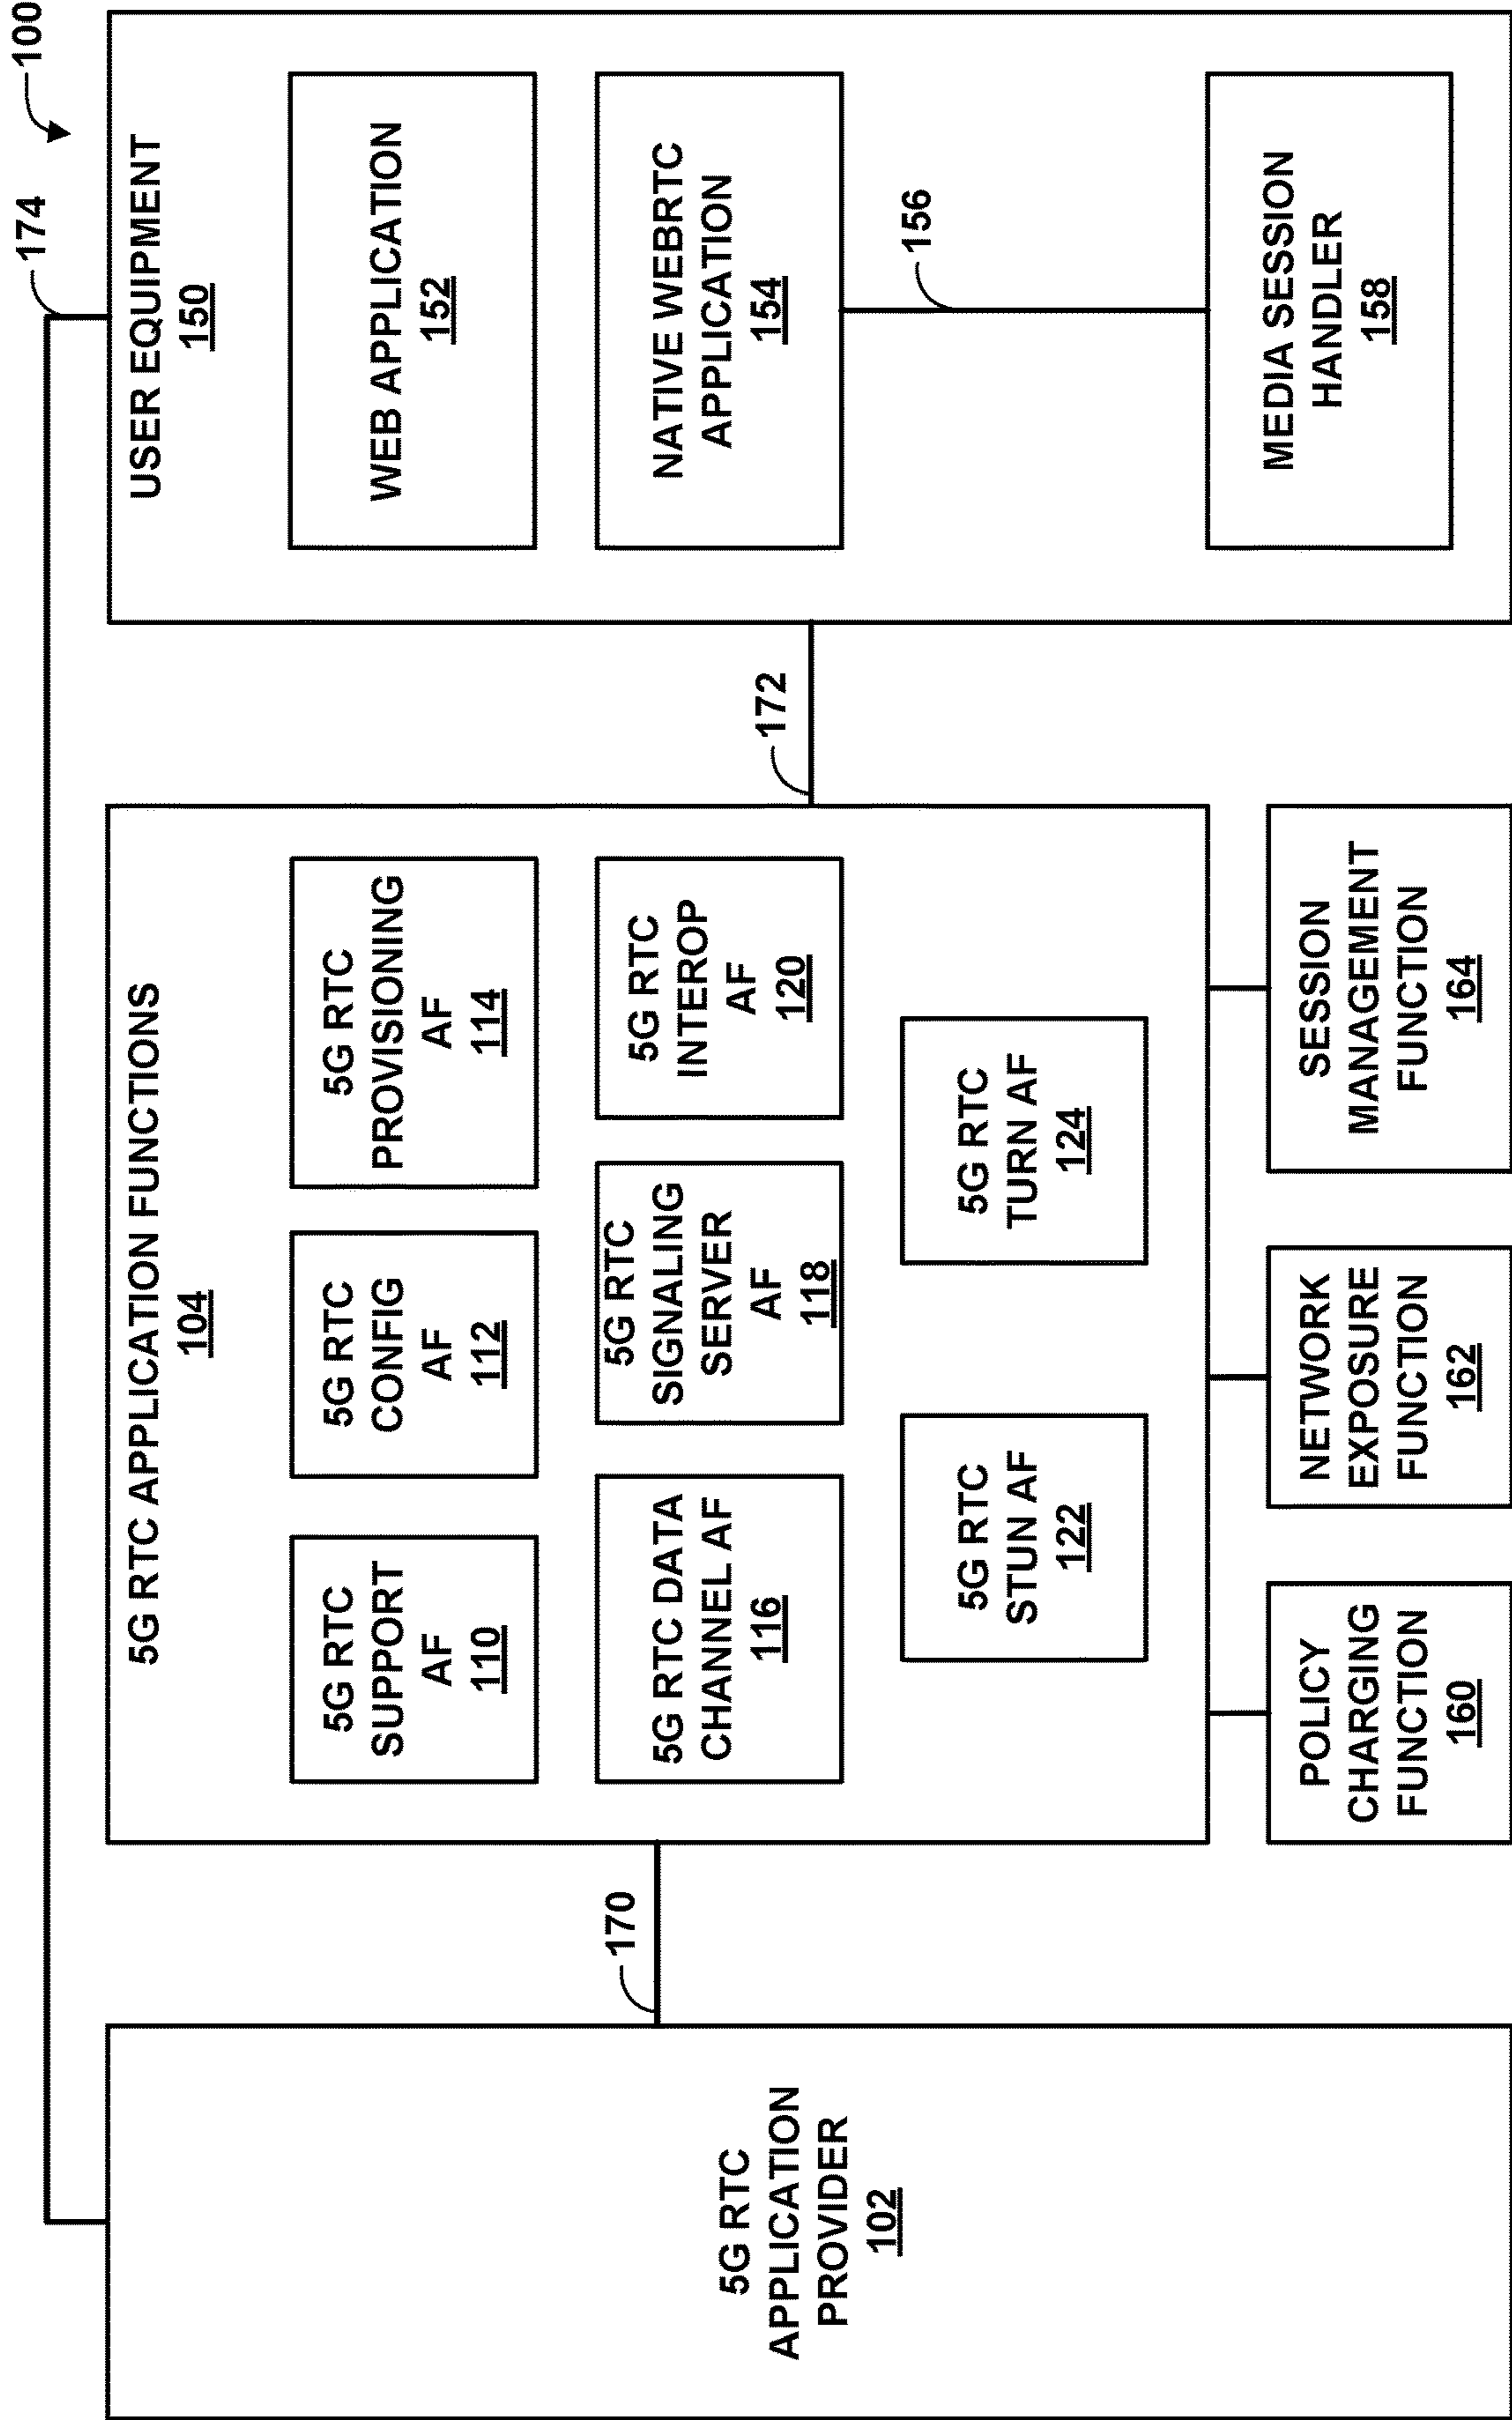 100
174
5G RTC
APPLICATION
PROVIDER
102
170
5G RTC APPLICATION FUNCTIONS
104
5G RTC
SUPPORT
AF
110
5G RTC
CONFIG
AF
112
5G RTC
PROVISIONING
AF
114
5G RTC DATA
CHANNEL AF
116
5G RTC
SIGNALING
SERVER
AF
118
5G RTC
INTEROP
AF
120
5G RTC
STUN AF
122
5G RTC
TURN AF
124
POLICY
CHARGING
FUNCTION
160
NETWORK
EXPOSURE
FUNCTION
162
SESSION
MANAGEMENT
FUNCTION
164
172
USER EQUIPMENT
150
WEB APPLICATION
152
NATIVE WEBRTC
APPLICATION
154
156
MEDIA SESSION
HANDLER
158